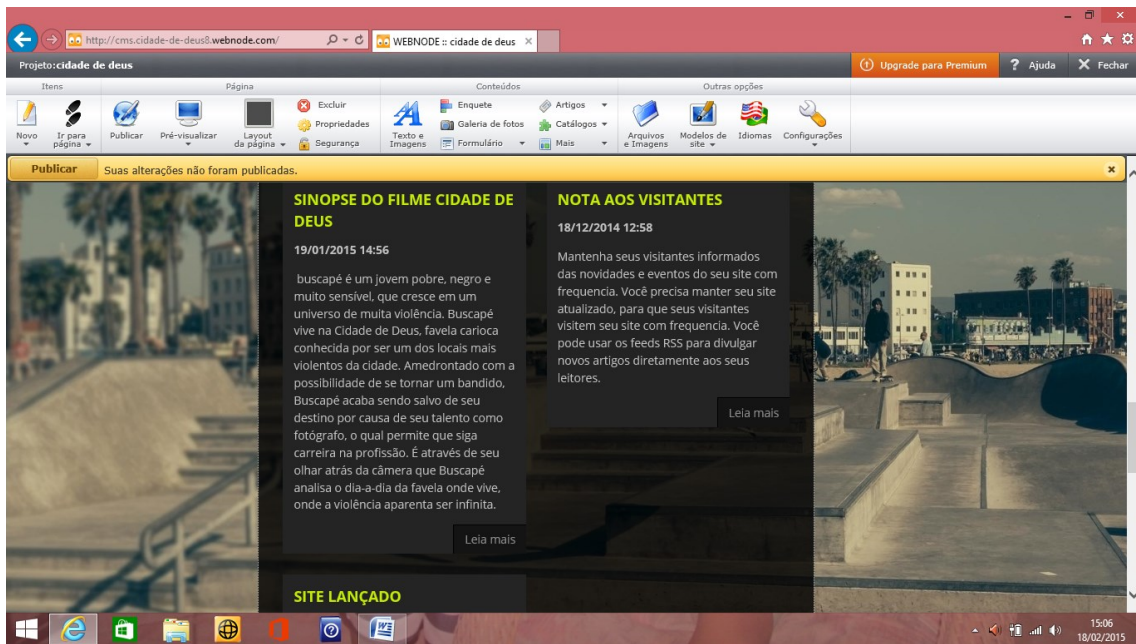 http://cms.cidade-de-deus8.webnode.com/
WEBNODE :: cidade de deus
Projeto:cidade de deus
Upgrade para Premium
? Ajuda
X Fechar
Itens
Página
Conteúdos
Outras opções
Novo
Ir para página
Publicar
Pré-visualizar
Layout da página
Excluir
Propriedades
Segurança
Texto e Imagens
Enquete
Galeria de fotos
Formulário
Artigos
Catálogos
Mais
Arquivos e Imagens
Modelos de site
Idiomas
Configurações
Publicar
Suas alterações não foram publicadas.
SINOPSE DO FILME CIDADE DE
DEUS
19/01/2015 14:56
buscapé é um jovem pobre, negro e
muito sensível, que cresce em um
universo de muita violência. Buscapé
vive na Cidade de Deus, favela carioca
conhecida por ser um dos locais mais
violentos da cidade. Amedrontado com a
possibilidade de se tornar um bandido,
Buscapé acaba sendo salvo de seu
destino por causa de seu talento como
fotógrafo, o qual permite que siga
carreira na profissão. É através de seu
olhar atrás da câmera que Buscapé
analisa o dia-a-dia da favela onde vive,
onde a violência aparenta ser infinita.
Leia mais
NOTA AOS VISITANTES
18/12/2014 12:58
Mantenha seus visitantes informados
das novidades e eventos do seu site com
frequencia. Você precisa manter seu site
atualizado, para que seus visitantes
visitem seu site com frequencia. Você
pode usar os feeds RSS para divulgar
novos artigos diretamente aos seus
leitores.
Leia mais
SITE LANÇADO
15:06
18/02/2015